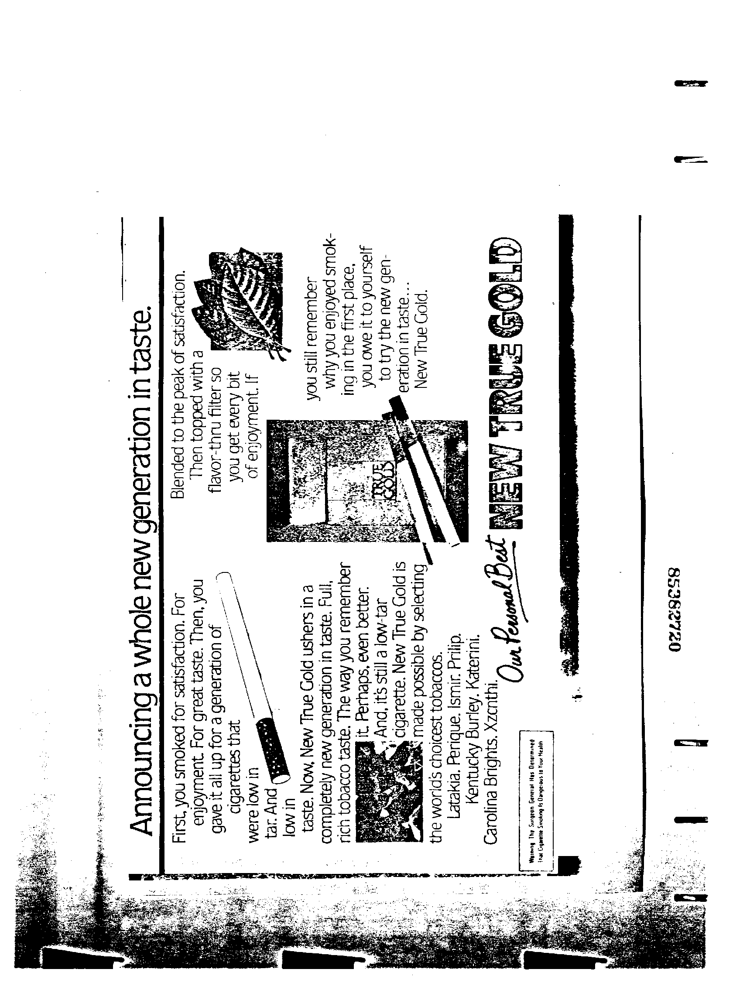 Announcing a whole new generation in taste.
First, you smoked for satisfaction. For
enjoyment. For great taste. Then, you
gave it all up for a generation of
cigarettes that
were low in
tar. And
low in
taste. Now, New True Gold ushers in a
completely new generation in taste. Full,
rich tobacco taste. The way you remember
it. Perhaps, even better.
And, it's still a low-tar
cigarette. New True Gold is
made possible by selecting
the world's choicest tobaccos.
Latakia. Perique. Ismir. Prilip.
Kentucky Burley. Katerini.
Carolina Brights. Xzcnthi.
Blended to the peak of satisfaction.
Then topped with a
flavor-thru filter so
you get every bit
of enjoyment. If
you still remember
why you enjoyed smok-
ing in the first place,
you owe it to yourself
to try the new gen-
eration in taste...
New True Gold.
TRUE
GOLD
Our Personal Best
NEW TRUE GOLD
Warning: The Surgeon General Has Determined
That Cigarette Smoking Is Dangerous to Your Health
85382720